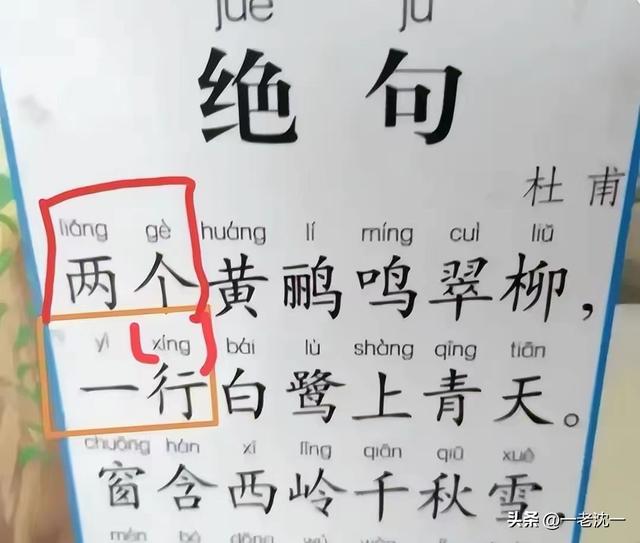 jué jù
绝 句
杜 甫
liǎng gè huáng lí míng cuì liǔ
两个黄鹂鸣翠柳，
yì xíng bái lù shàng qīng tiān
一行白鹭上青天。
chuāng hán xī lǐng qiān qiū xuě
窗含西岭千秋雪
头条 @一老沈一